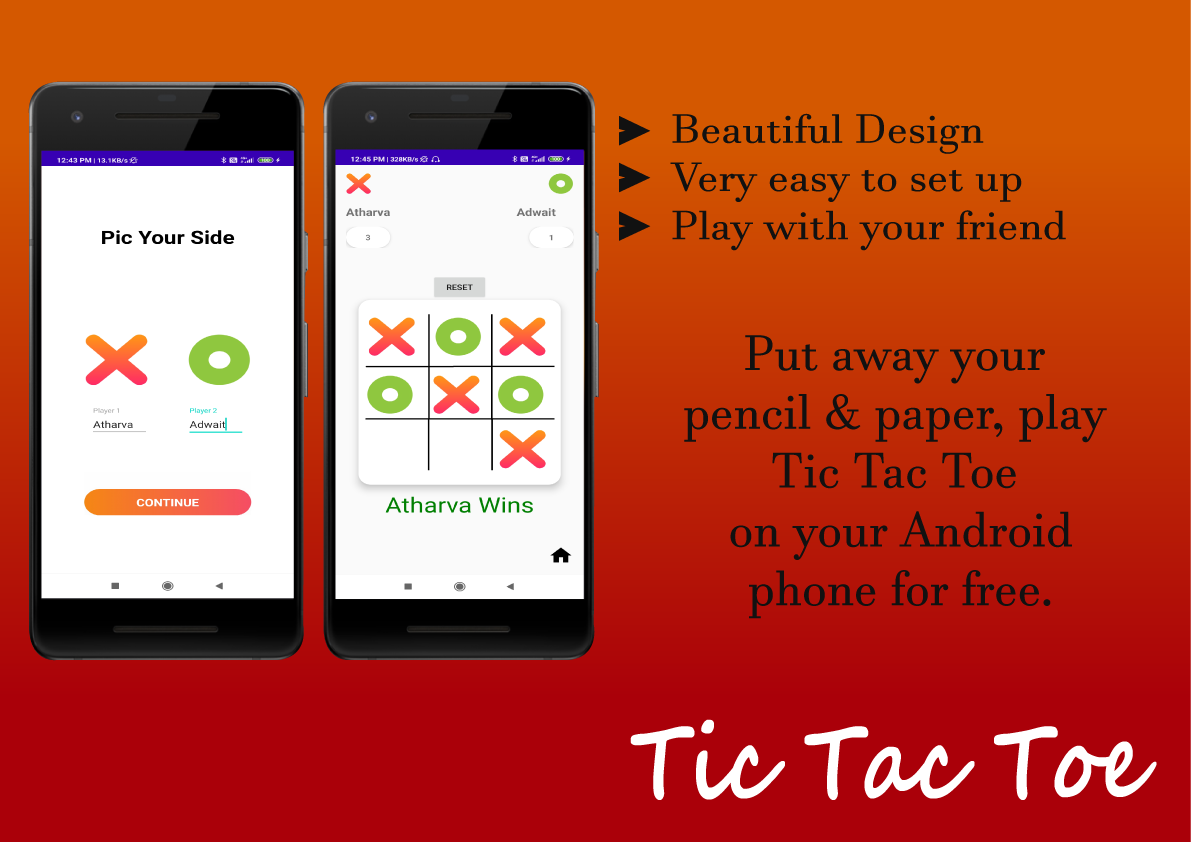 12:43 PM | 13.1KB/s
Pic Your Side
Player 1
Player 2
Atharva
Adwait
CONTINUE
12:45 PM | 328KB/s
Atharva
Adwait
3
1
RESET
Atharva Wins
Beautiful Design
Very easy to set up
Play with your friend
Put away your
pencil & paper, play
Tic Tac Toe
on your Android
phone for free.
Tic Tac Toe